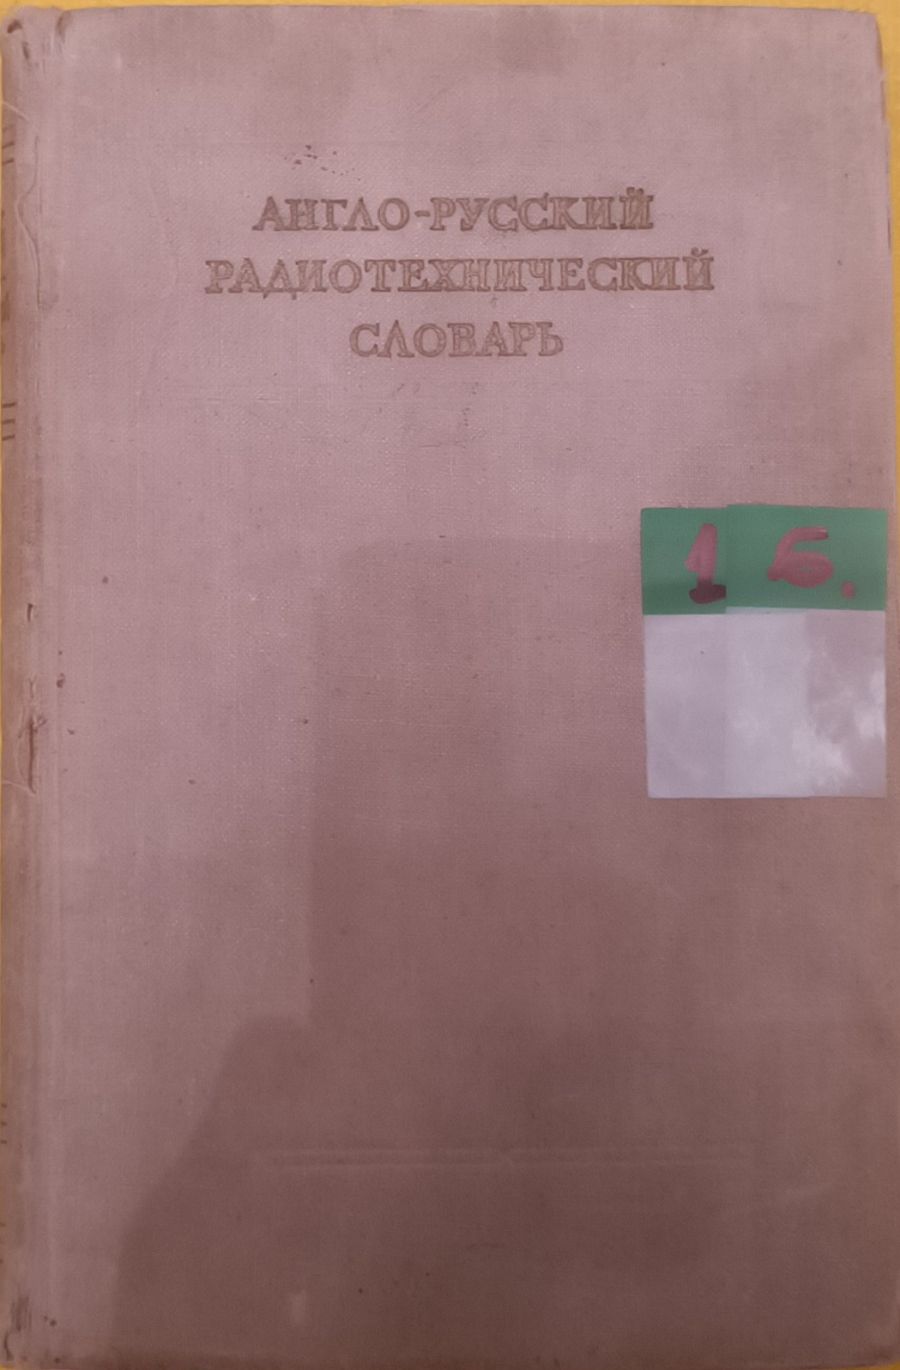 АНГЛО-РУССКИЙ
РАДИОТЕХНИЧЕСКИЙ
СЛОВАРЬ
1 б.